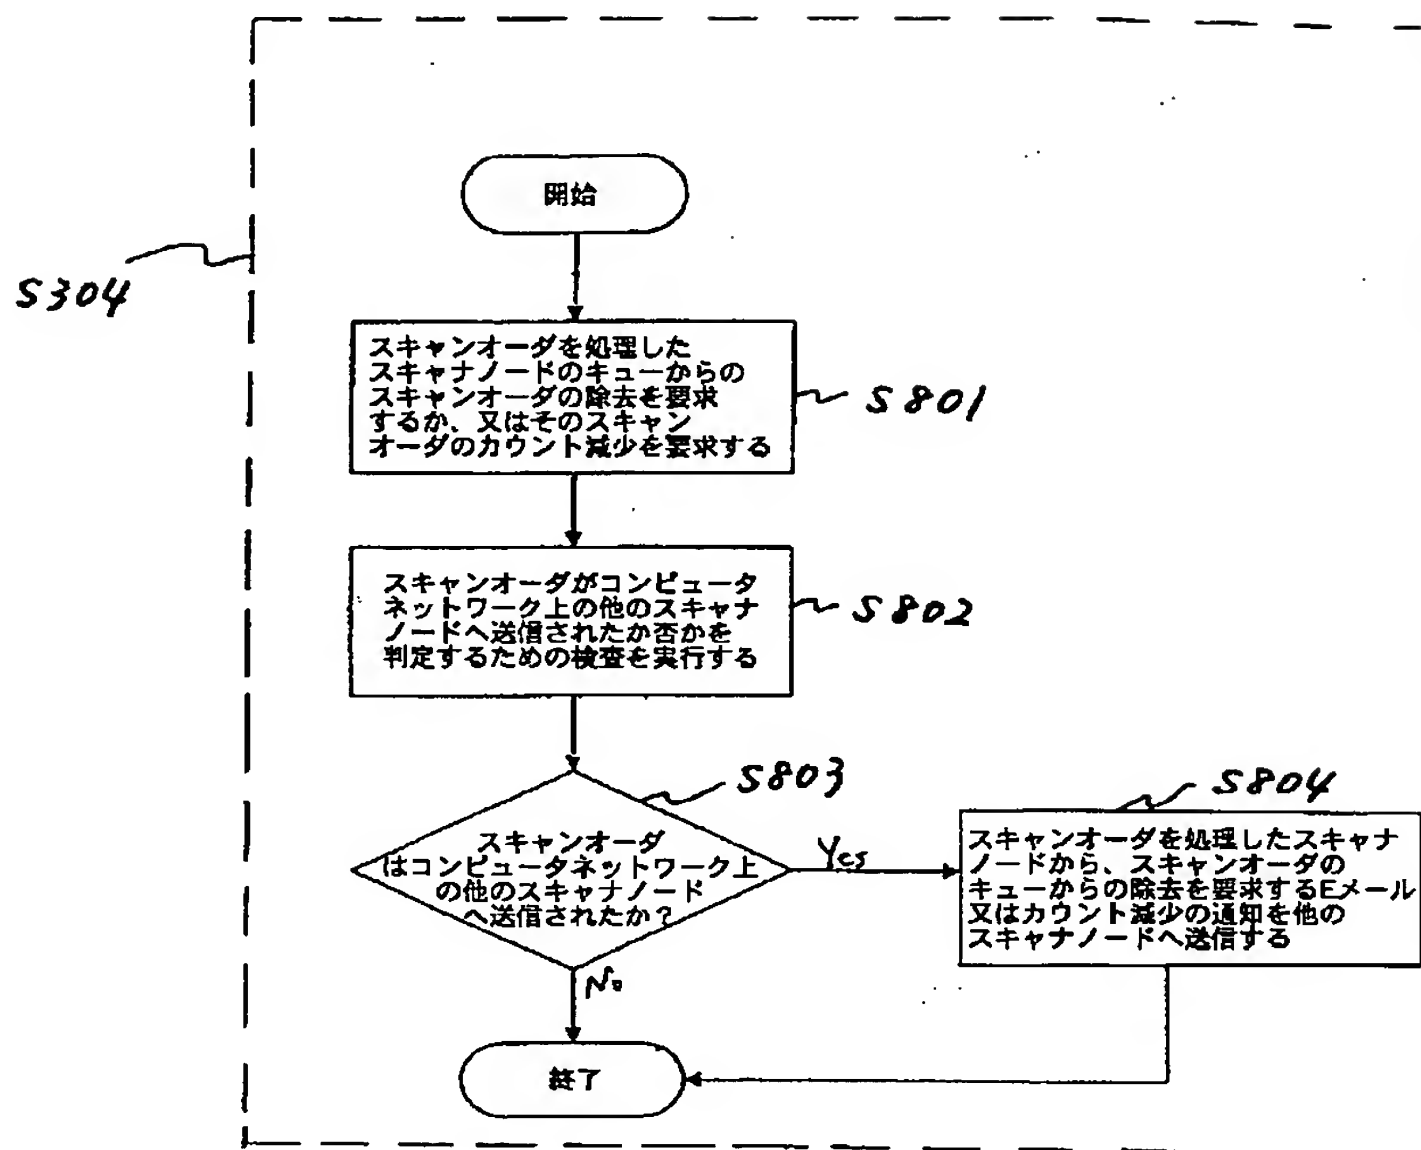 開始
S304
スキャンオーダを処理した
スキャナノードのキューからの
スキャンオーダの除去を要求
するか、又はそのスキャン
オーダのカウント減少を要求する
S801
スキャンオーダがコンピュータ
ネットワーク上の他のスキャナ
ノードへ送信されたか否かを
判定するための検査を実行する
S802
S803
スキャンオーダ
はコンピュータネットワーク上
の他のスキャナノード
へ送信されたか？
Yes
No
S804
スキャンオーダを処理したスキャナ
ノードから、スキャンオーダの
キューからの除去を要求するEメール
又はカウント減少の通知を他の
スキャナノードへ送信する
終了